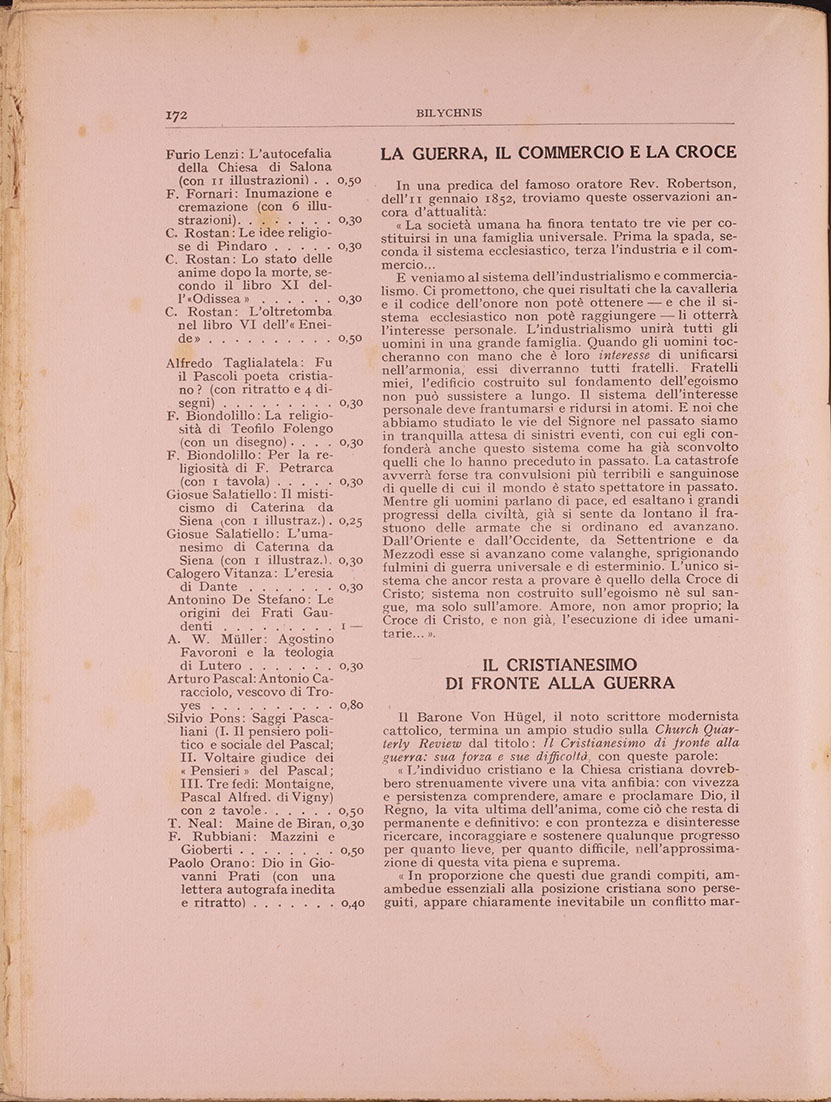 172
BILYCHNIS
Furio Lenzi: L'autocefalia
della Chiesa di Salona
(con 11 illustrazioni) . . 0,50
F. Fornari: Inumazione e
cremazione (con 6 illu-
strazioni). . . . . . . . 0,30
C. Rostan: Le idee religio-
se di Pindaro . . . . . 0,30
C. Rostan: Lo stato delle
anime dopo la morte, se-
condo il libro XI del-
l'«Odissea » . . . . . . 0,30
C. Rostan: L'oltretomba
nel libro VI dell'« Enei-
de» . . . . . . . . . . 0,50
Alfredo Taglialatela: Fu
il Pascoli poeta cristia-
no ? (con ritratto e 4 di-
segni) . . . . . . . . . 0,30
F. Biondolillo: La religio-
sità di Teofilo Folengo
(con un disegno) . . . . 0,30
F. Biondolillo: Per la re-
ligiosità di F. Petrarca
(con 1 tavola) . . . . . 0,30
Giosue Salatiello: Il misti-
cismo di Caterina da
Siena (con 1 illustraz.) . 0,25
Giosue Salatiello: L'uma-
nesimo di Caterina da
Siena (con 1 illustraz.). 0,30
Calogero Vitanza: L'eresia
di Dante . . . . . . . 0,30
Antonino De Stefano: Le
origini dei Frati Gau-
denti . . . . . . . . . 1 —
A. W. Müller: Agostino
Favoroni e la teologia
di Lutero . . . . . . . 0,30
Arturo Pascal: Antonio Ca-
racciolo, vescovo di Tro-
yes . . . . . . . . . . 0,80
Silvio Pons: Saggi Pasca-
liani (I. Il pensiero poli-
tico e sociale del Pascal;
II. Voltaire giudice dei
« Pensieri » del Pascal;
III. Tre fedi: Montaigne,
Pascal Alfred. di Vigny)
con 2 tavole. . . . . . 0,50
T. Neal: Maine de Biran, 0,30
F. Rubbiani: Mazzini e
Gioberti . . . . . . . . 0,50
Paolo Orano: Dio in Gio-
vanni Prati (con una
lettera autografa inedita
e ritratto) . . . . . . . 0,40
LA GUERRA, IL COMMERCIO E LA CROCE
In una predica del famoso oratore Rev. Robertson,
dell'11 gennaio 1852, troviamo queste osservazioni an-
cora d'attualità:
« La società umana ha finora tentato tre vie per co-
stituirsi in una famiglia universale. Prima la spada, se-
conda il sistema ecclesiastico, terza l'industria e il com-
mercio...
E veniamo al sistema dell'industrialismo e commercia-
lismo. Ci promettono, che quei risultati che la cavalleria
e il codice dell'onore non potè ottenere — e che il si-
stema ecclesiastico non potè raggiungere — li otterrà
l'interesse personale. L'industrialismo unirà tutti gli
uomini in una grande famiglia. Quando gli uomini toc-
cheranno con mano che è loro interesse di unificarsi
nell'armonia, essi diverranno tutti fratelli. Fratelli
miei, l'edificio costruito sul fondamento dell'egoismo
non può sussistere a lungo. Il sistema dell'interesse
personale deve frantumarsi e ridursi in atomi. E noi che
abbiamo studiato le vie del Signore nel passato siamo
in tranquilla attesa di sinistri eventi, con cui egli con-
fonderà anche questo sistema come ha già sconvolto
quelli che lo hanno preceduto in passato. La catastrofe
avverrà forse tra convulsioni più terribili e sanguinose
di quelle di cui il mondo è stato spettatore in passato.
Mentre gli uomini parlano di pace, ed esaltano i grandi
progressi della civiltà, già si sente da lontano il fra-
stuono delle armate che si ordinano ed avanzano.
Dall'Oriente e dall'Occidente, da Settentrione e da
Mezzodì esse si avanzano come valanghe, sprigionando
fulmini di guerra universale e di esterminio. L'unico si-
stema che ancor resta a provare è quello della Croce di
Cristo; sistema non costruito sull'egoismo nè sul san-
gue, ma solo sull'amore. Amore, non amor proprio; la
Croce di Cristo, e non già, l'esecuzione di idee umani-
tarie... ».
IL CRISTIANESIMO
DI FRONTE ALLA GUERRA
Il Barone Von Hügel, il noto scrittore modernista
cattolico, termina un ampio studio sulla Church Quar-
terly Review dal titolo: Il Cristianesimo di fronte alla
guerra: sua forza e sue difficoltà, con queste parole:
« L'individuo cristiano e la Chiesa cristiana dovreb-
bero strenuamente vivere una vita anfibia: con vivezza
e persistenza comprendere, amare e proclamare Dio, il
Regno, la vita ultima dell'anima, come ciò che resta di
permanente e definitivo: e con prontezza e disinteresse
ricercare, incoraggiare e sostenere qualunque progresso
per quanto lieve, per quanto difficile, nell'approssima-
zione di questa vita piena e suprema.
« In proporzione che questi due grandi compiti, am-
ambedue essenziali alla posizione cristiana sono perse-
guiti, appare chiaramente inevitabile un conflitto mar-